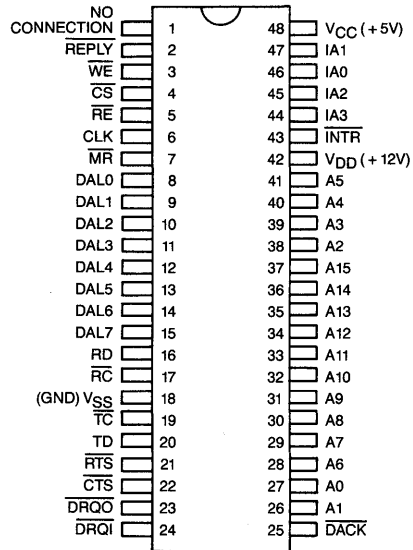 NO
CONNECTION 1 48 VCC (+5V)
REPLY 2 47 IA1
WE 3 46 IA0
CS 4 45 IA2
RE 5 44 IA3
CLK 6 43 INTR
MR 7 42 VDD (+12V)
DAL0 8 41 A5
DAL1 9 40 A4
DAL2 10 39 A3
DAL3 11 38 A2
DAL4 12 37 A15
DAL5 13 36 A14
DAL6 14 35 A13
DAL7 15 34 A12
RD 16 33 A11
RC 17 32 A10
(GND) VSS 18 31 A9
TC 19 30 A8
TD 20 29 A7
RTS 21 28 A6
CTS 22 27 A0
DRQO 23 26 A1
DRQI 24 25 DACK